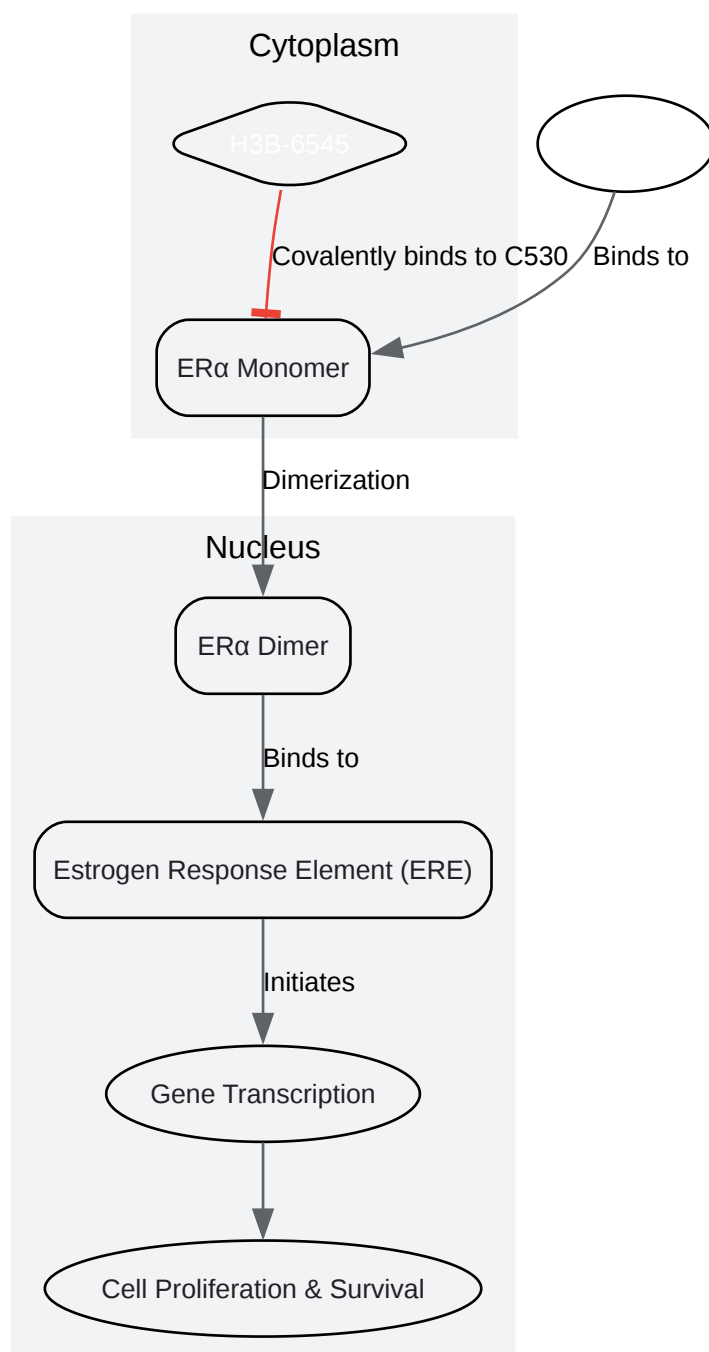 Cytoplasm
H3B-6545
Covalently binds to C530
Binds to
ERα Monomer
Dimerization
Nucleus
ERα Dimer
Binds to
Estrogen Response Element (ERE)
Initiates
Gene Transcription
Cell Proliferation & Survival